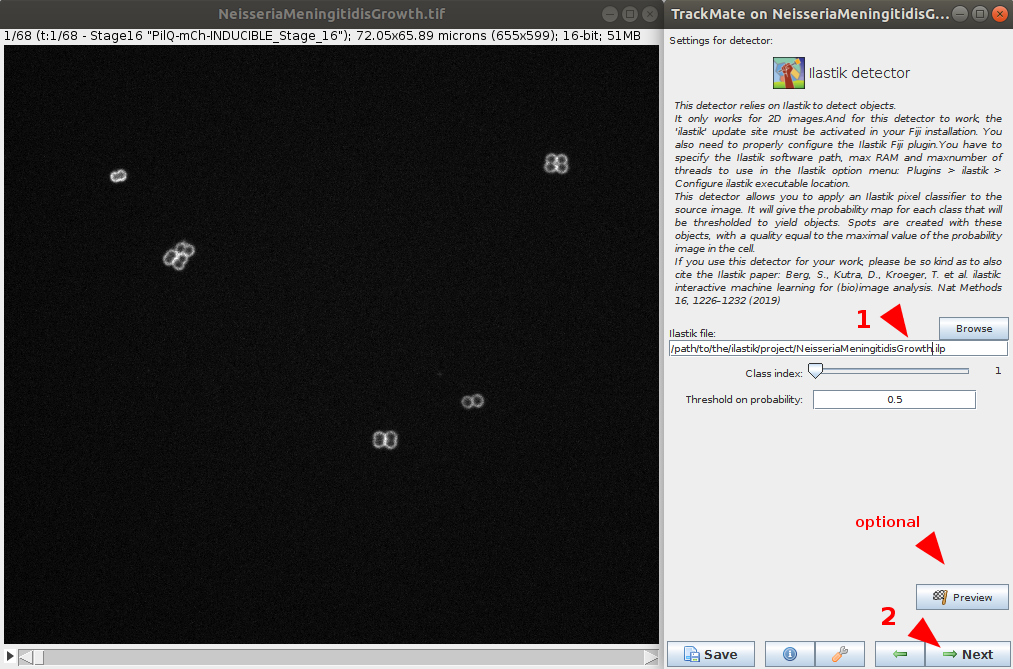 NeisseriaMeningitidisGrowth.tif
1/68 (t:1/68 - Stage16 "PilQ-mCh-INDUCIBLE_Stage_16"); 72.05x65.89 microns (655x599); 16-bit; 51MB
TrackMate on NeisseriaMeningitidisG...
Settings for detector:
Ilastik detector
This detector relies on Ilastik to detect objects.
It only works for 2D images.And for this detector to work, the
'ilastik' update site must be activated in your Fiji installation. You
also need to properly configure the Ilastik Fiji plugin.You have to
specify the Ilastik software path, max RAM and maxnumber of
threads to use in the Ilastik option menu: Plugins > ilastik >
Configure ilastik executable location.
This detector allows you to apply an Ilastik pixel classifier to the
source image. It will give the probability map for each class that will
be thresholded to yield objects. Spots are created with these
objects, with a quality equal to the maximal value of the probability
image in the cell.
If you use this detector for your work, please be so kind as to also
cite the Ilastik paper: Berg, S., Kutra, D., Kroeger, T. et al. ilastik:
interactive machine learning for (bio)image analysis. Nat Methods
16, 1226–1232 (2019)
1
Ilastik file:
Browse
/path/to/the/ilastik/project/NeisseriaMeningitidisGrowth.ilp
Class index:
1
Threshold on probability:
0.5
optional
Preview
2
Save
Next